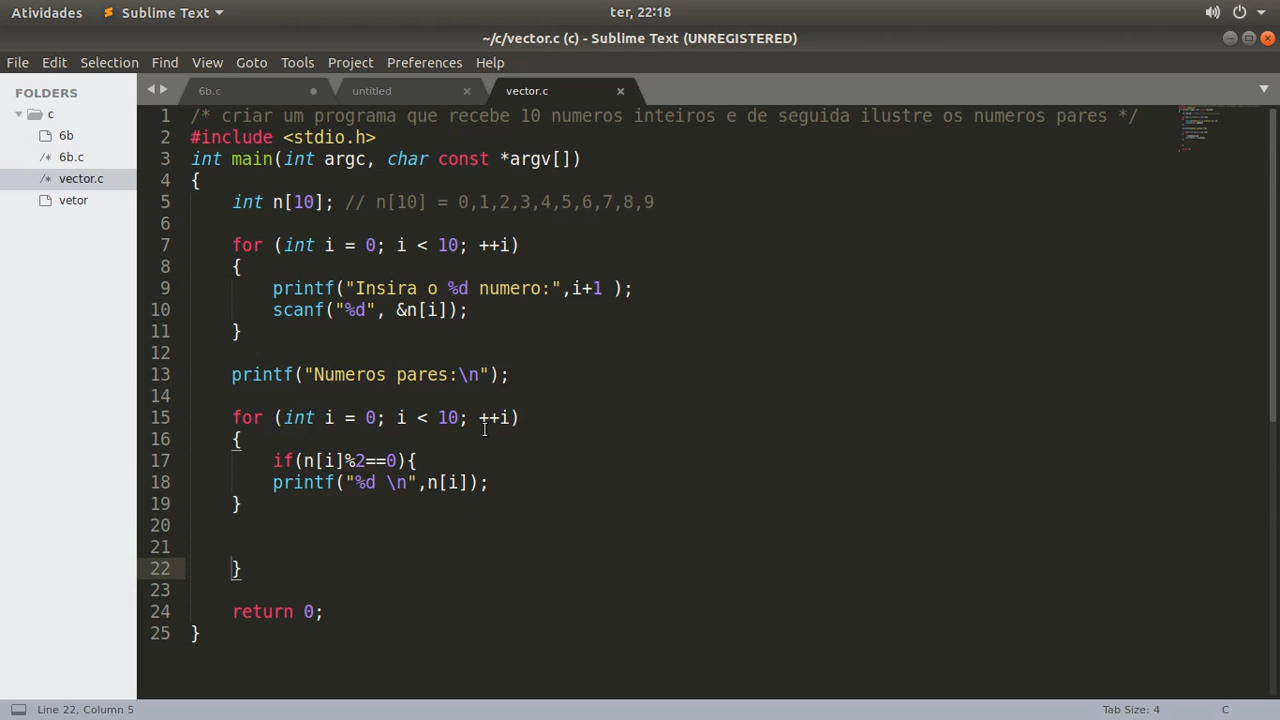 Atividades Sublime Text ter, 22:18
~/c/vector.c (c) - Sublime Text (UNREGISTERED)
File Edit Selection Find View Goto Tools Project Preferences Help
FOLDERS
c
6b
6b.c
vector.c
vetor
6b.c untitled vector.c
1 /* criar um programa que recebe 10 numeros inteiros e de seguida ilustre os numeros pares */
2 #include <stdio.h>
3 int main(int argc, char const *argv[])
4 {
5 int n[10]; // n[10] = 0,1,2,3,4,5,6,7,8,9
6
7 for (int i = 0; i < 10; ++i)
8 {
9 printf("Insira o %d numero:",i+1 );
10 scanf("%d", &n[i]);
11 }
12
13 printf("Numeros pares:\n");
14
15 for (int i = 0; i < 10; ++i)
16 {
17 if(n[i]%2==0){
18 printf("%d \n",n[i]);
19 }
20
21
22 }
23
24 return 0;
25 }
Line 22, Column 5 Tab Size: 4 C